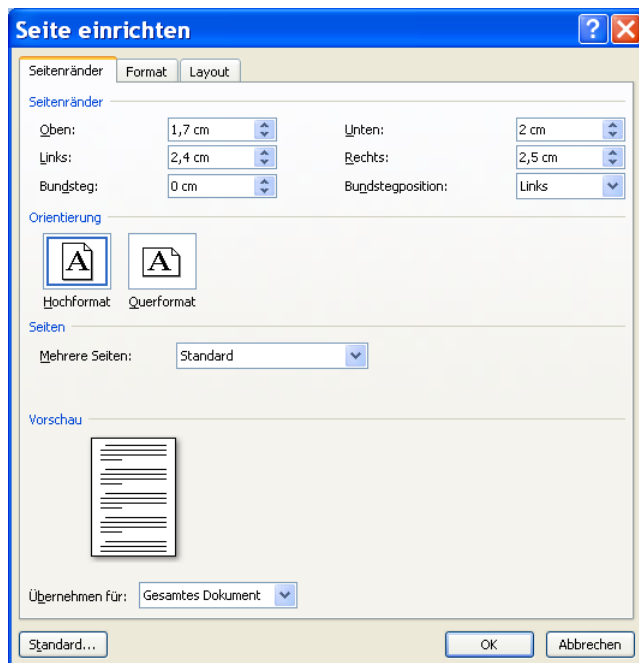 Seite einrichten
Seitenränder Format Layout
Seitenränder
Oben: 1,7 cm Unten: 2 cm
Links: 2,4 cm Rechts: 2,5 cm
Bundsteg: 0 cm Bundstegposition: Links
Orientierung
A A
Hochformat Querformat
Seiten
Mehrere Seiten: Standard
Vorschau
Übernehmen für: Gesamtes Dokument
Standard... OK Abbrechen